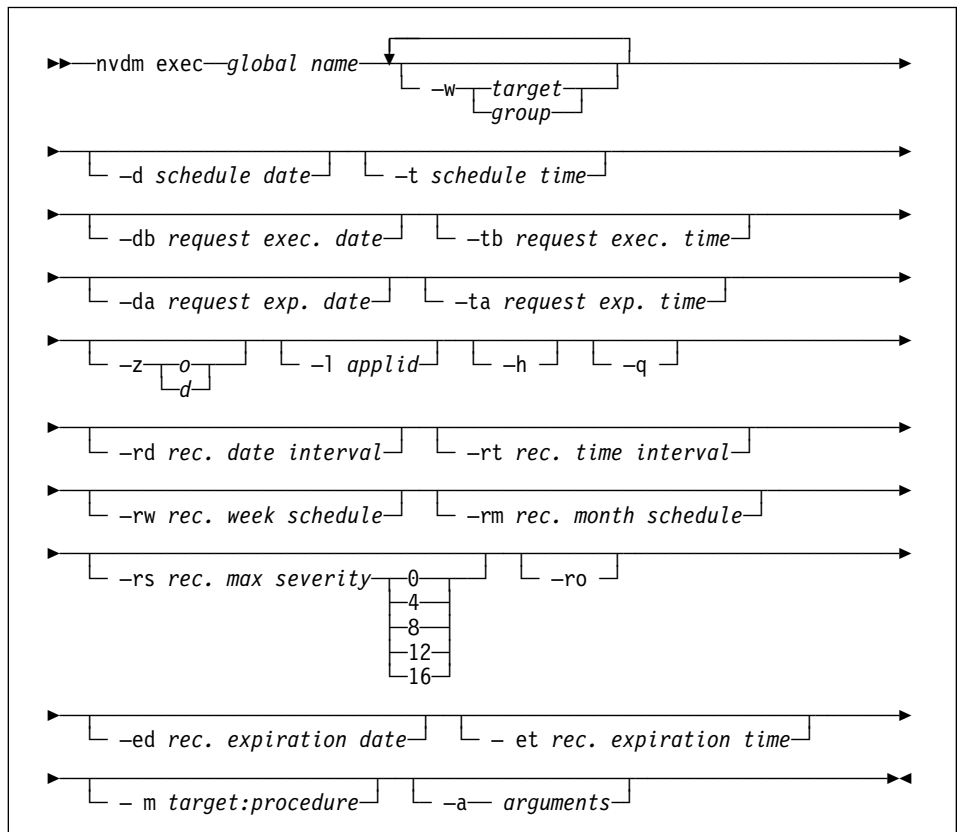 nvdm exec global name
–w target
group
–d schedule date –t schedule time
–db request exec. date –tb request exec. time
–da request exp. date –ta request exp. time
–z o –l applid –h –q
d
–rd rec. date interval –rt rec. time interval
–rw rec. week schedule –rm rec. month schedule
–rs rec. max severity 0 –ro
4
8
12
16
–ed rec. expiration date – et rec. expiration time
– m target:procedure –a arguments